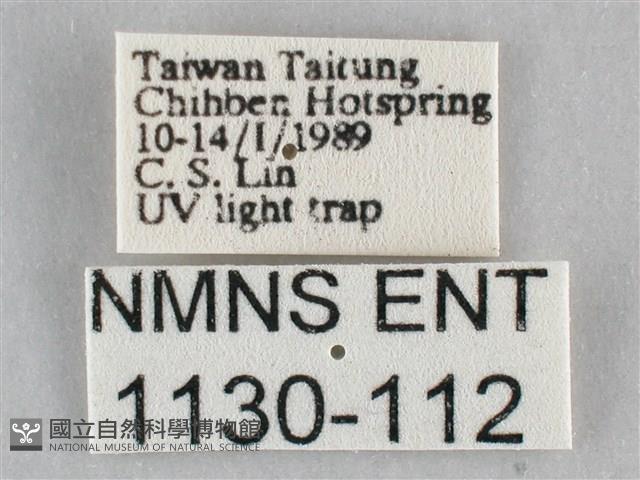 Taiwan Taitung
Chihben Hotspring
10-14/I/1989
C. S. Lin
UV light trap
NMNS ENT
1130-112
國立自然科學博物館
NATIONAL MUSEUM OF NATURAL SCIENCE